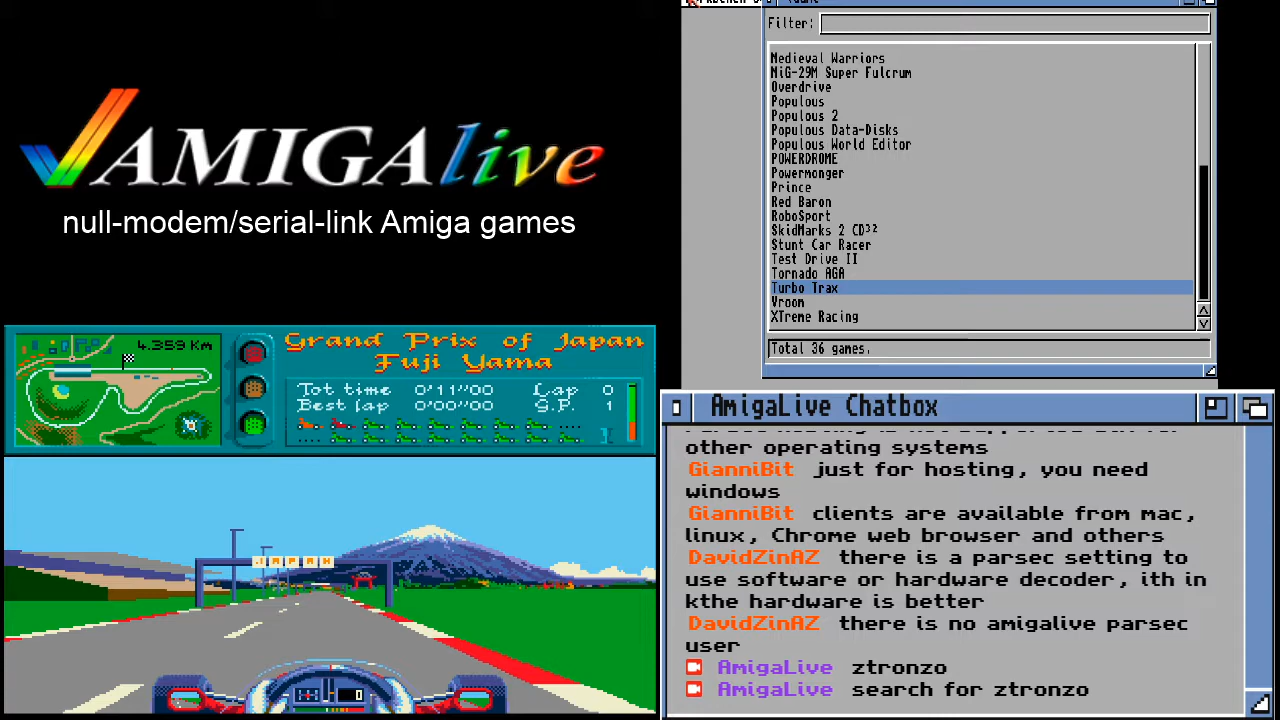 AMIGAlive
null-modem/serial-link Amiga games
Filter:
Medieval Warriors
MiG-29M Super Fulcrum
Overdrive
Populous
Populous 2
Populous Data-Disks
Populous World Editor
POWERDROME
Powermonger
Prince
Red Baron
RoboSport
SkidMarks 2 CD³²
Stunt Car Racer
Test Drive II
Tornado AGA
Turbo Trax
Vroom
XTreme Racing
Total 36 games.
4.359 Km
Grand Prix of Japan
Fuji Yama
Tot time 0'11"00 Lap 0
Best lap 0'00"00 G.P. 1
JAPAN
0
AmigaLive Chatbox
other operating systems
GianniBit just for hosting, you need
windows
GianniBit clients are available from mac,
linux, Chrome web browser and others
DavidZinAZ there is a parsec setting to
use software or hardware decoder, ith in
kthe hardware is better
DavidZinAZ there is no amigalive parsec
user
AmigaLive ztronzo
AmigaLive search for ztronzo